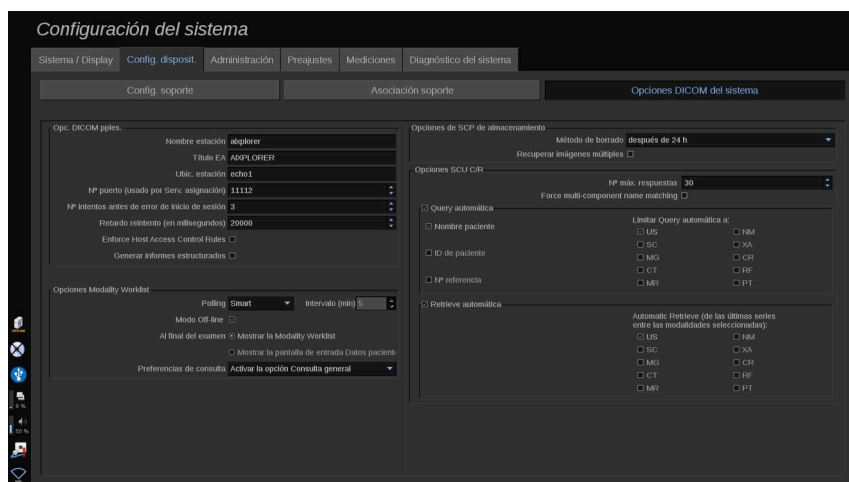 Configuración del sistema
Sistema / Display
Config. disposit.
Administración
Preajustes
Mediciones
Diagnóstico del sistema
Config. soporte
Asociación soporte
Opciones DICOM del sistema
Opc. DICOM pples.
Nombre estación aixplorer
Título EA AIXPLORER
Ubic. estación echo1
Nº puerto (usado por Serv. asignación) 11112
Nº intentos antes de error de inicio de sesión 3
Retardo reintento (en milisegundos) 20000
Enforce Host Access Control Rules
Generar informes estructurados
Opciones Modality Worklist
Polling Smart Intervalo (min) 5
Modo Off-line
Al final del examen Mostrar la Modality Worklist
Mostrar la pantalla de entrada Datos paciente
Preferencias de consulta Activar la opción Consulta general
Opciones de SCP de almacenamiento
Método de borrado después de 24 h
Recuperar imágenes múltiples
Opciones SCU C/R
Nº máx. respuestas 30
Force multi-component name matching
Query automática
Nombre paciente
ID de paciente
Nº referencia
Limitar Query automática a:
US NM
SC XA
MG CR
CT RF
MR PT
Retrieve automática
Automatic Retrieve (de las últimas series
entre las modalidades seleccionadas):
US NM
SC XA
MG CR
CT RF
MR PT
9 %
50 %